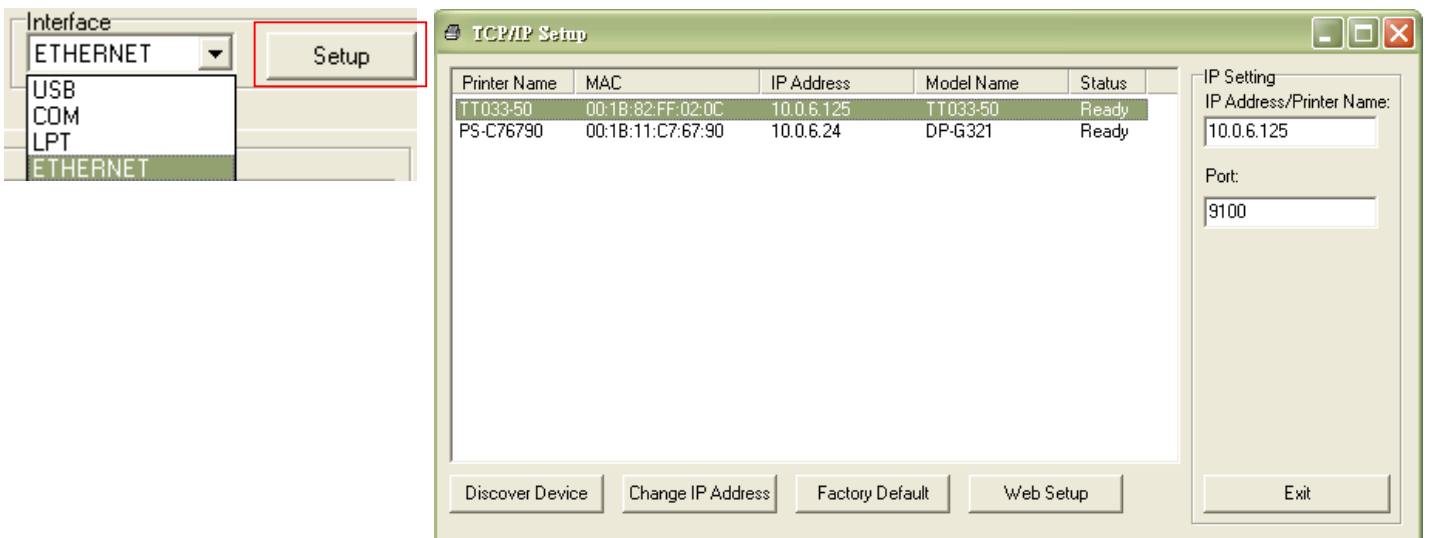 Interface
ETHERNET
Setup
USB
COM
LPT
ETHERNET
TCP/IP Setup
Printer Name MAC IP Address Model Name Status
TT033-50 00:1B:82:FF:02:0C 10.0.6.125 TT033-50 Ready
PS-C76790 00:1B:11:C7:67:90 10.0.6.24 DP-G321 Ready
IP Setting
IP Address/Printer Name:
10.0.6.125
Port:
9100
Discover Device Change IP Address Factory Default Web Setup Exit